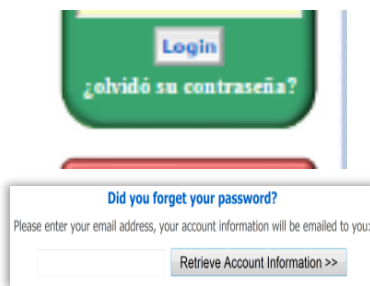 Login
¿olvidó su contraseña?
Did you forget your password?
Please enter your email address, your account information will be emailed to you:
Retrieve Account Information >>